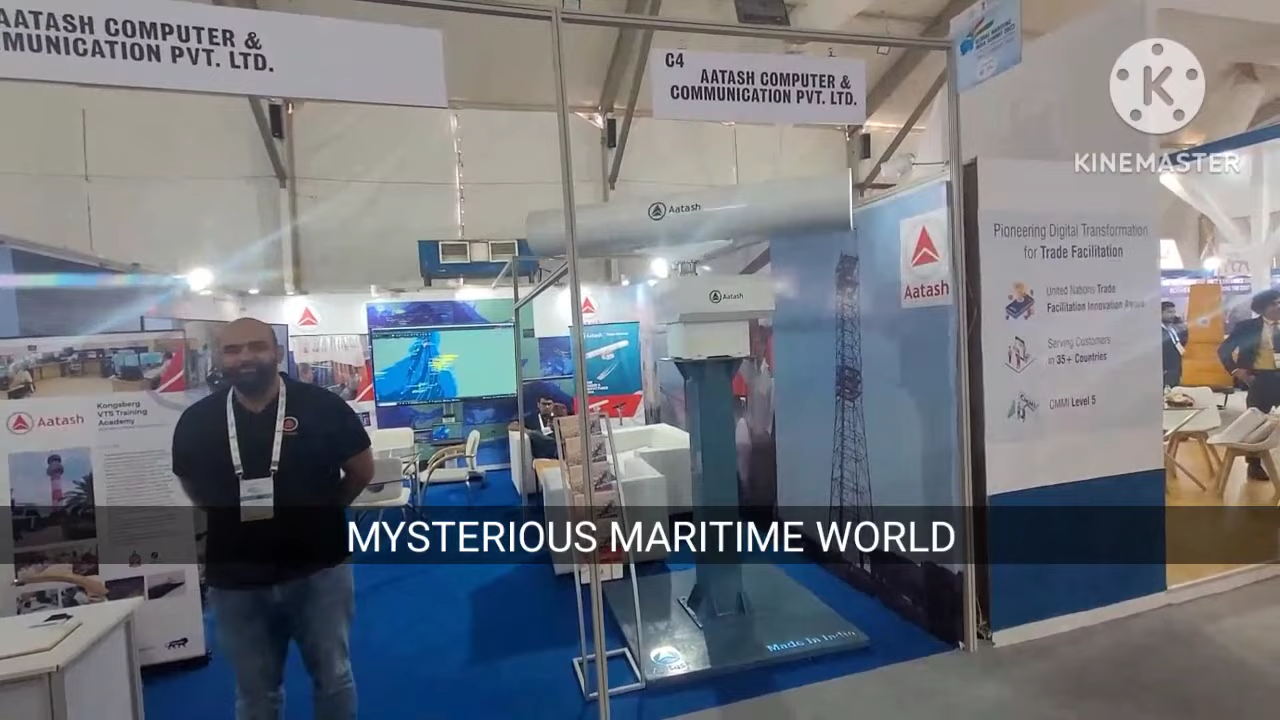 AATASH COMPUTER &
MUNICATION PVT. LTD.
C4
AATASH COMPUTER &
COMMUNICATION PVT. LTD.
KINEMASTER
Aatash
Aatash
Aatash
Pioneering Digital Transformation
for Trade Facilitation
United Nations Trade
Facilitation Innovation
Serving Customers
in 35+ Countries
CMMI Level 5
Aatash
Aatash
Kongsberg
VTS Training
Academy
MYSTERIOUS MARITIME WORLD
Made in India